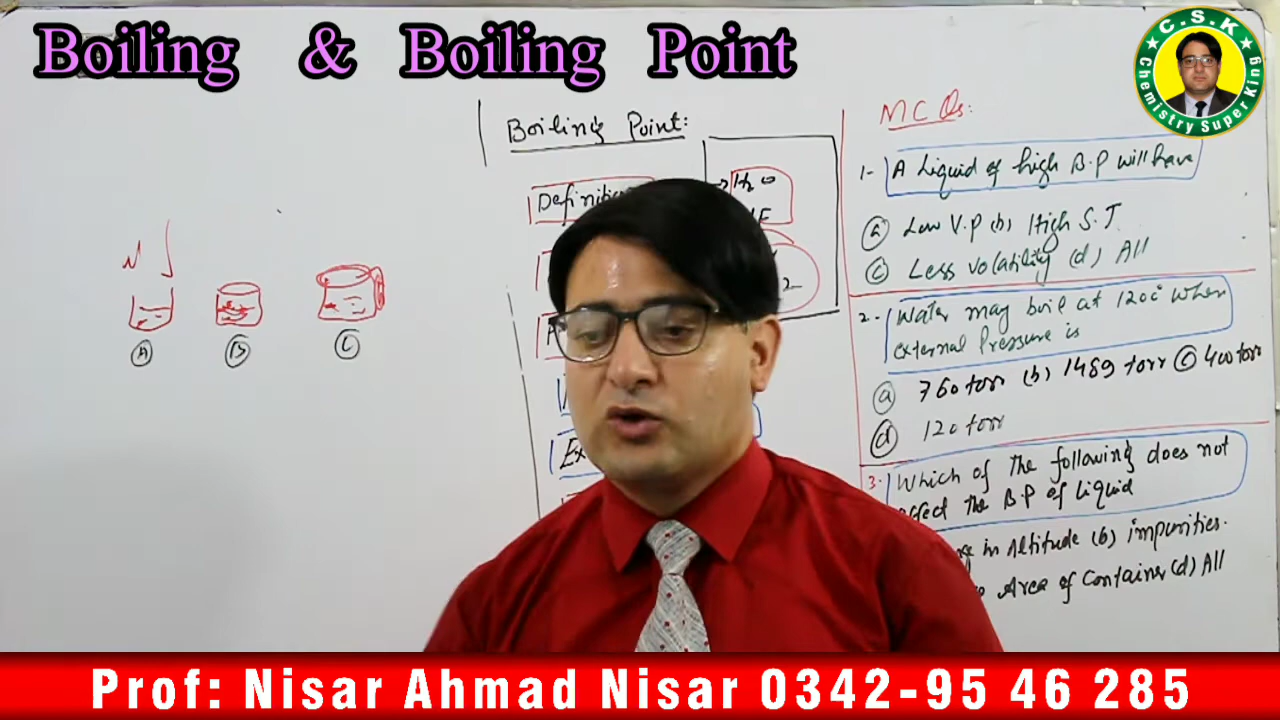 Boiling & Boiling Point
C.S.K
Chemistry Super King
Boiling Point:
Definition
H₂O
A
B
C
MCQs:
1- A Liquid of high B.P will have
(a) Low V.P (b) High S.T
(c) Less volatility (d) All
2- Water may boil at 120c° when
external Pressure is
(a) 760 torr (b) 1489 torr (c) 400 torr
(d) 120 torr
3- Which of the following does not
affect the B.P of Liquid
in Altitude (b) impurities.
Area of Container (d) All
Prof: Nisar Ahmad Nisar 0342-95 46 285